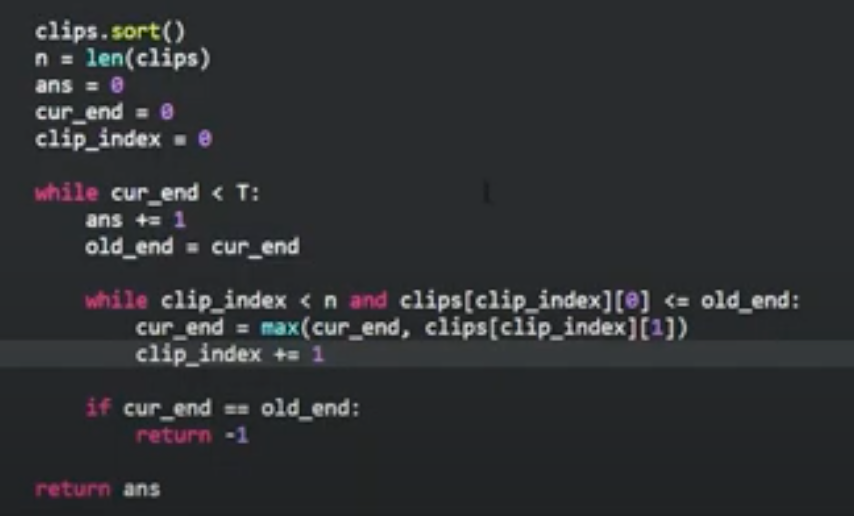 clips.sort()
n = len(clips)
ans = 0
cur_end = 0
clip_index = 0

while cur_end < T:
    ans += 1
    old_end = cur_end

    while clip_index < n and clips[clip_index][0] <= old_end:
        cur_end = max(cur_end, clips[clip_index][1])
        clip_index += 1

    if cur_end == old_end:
        return -1

return ans